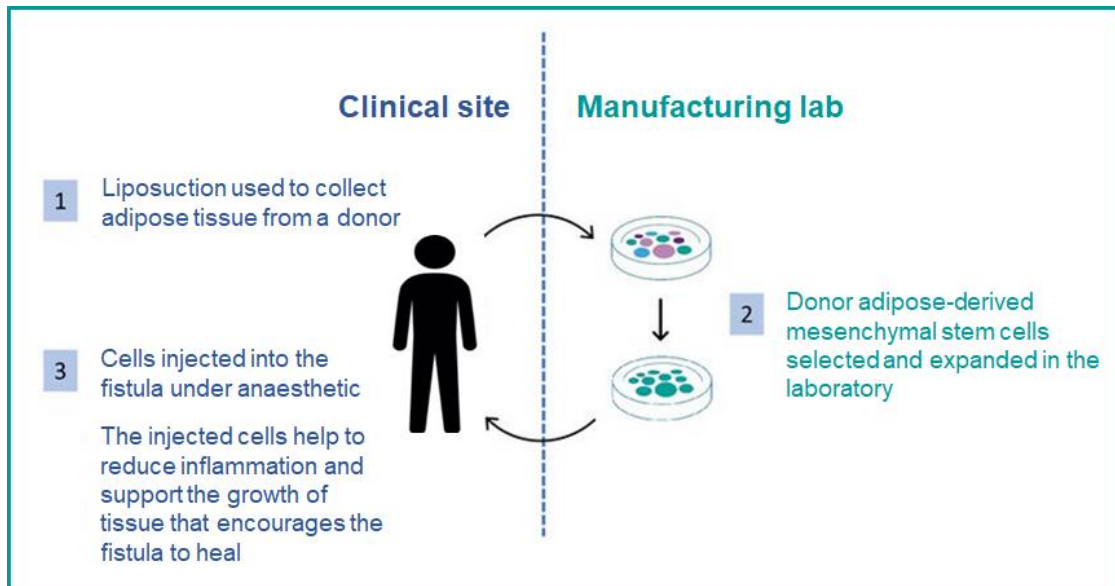 Clinical site
Manufacturing lab
1
Liposuction used to collect
adipose tissue from a donor
2
Donor adipose-derived
mesenchymal stem cells
selected and expanded in the
laboratory
3
Cells injected into the
fistula under anaesthetic
The injected cells help to
reduce inflammation and
support the growth of
tissue that encourages the
fistula to heal